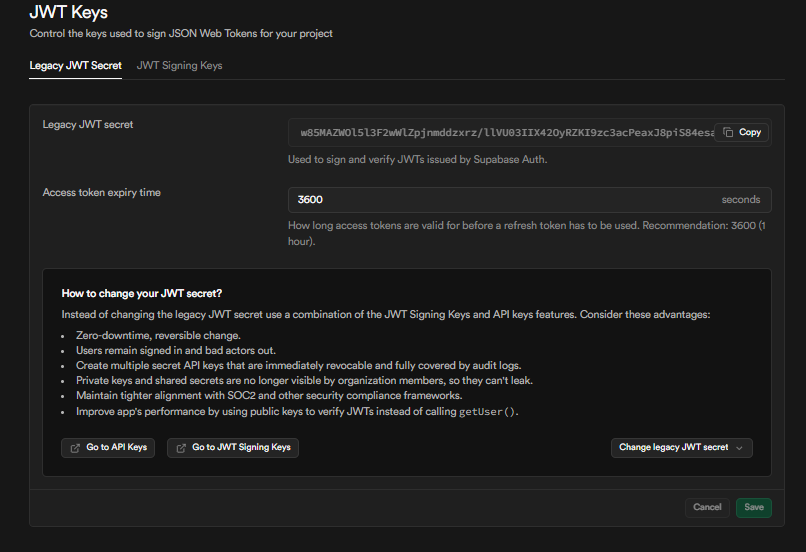 JWT Keys
Control the keys used to sign JSON Web Tokens for your project
Legacy JWT Secret JWT Signing Keys
Legacy JWT secret
Copy
Used to sign and verify JWTs issued by Supabase Auth.
Access token expiry time
3600 seconds
How long access tokens are valid for before a refresh token has to be used. Recommendation: 3600 (1
hour).
How to change your JWT secret?
Instead of changing the legacy JWT secret use a combination of the JWT Signing Keys and API keys features. Consider these advantages:
• Zero-downtime, reversible change.
• Users remain signed in and bad actors out.
• Create multiple secret API keys that are immediately revocable and fully covered by audit logs.
• Private keys and shared secrets are no longer visible by organization members, so they can't leak.
• Maintain tighter alignment with SOC2 and other security compliance frameworks.
• Improve app's performance by using public keys to verify JWTs instead of calling getUser().
Go to API Keys Go to JWT Signing Keys Change legacy JWT secret
Cancel Save